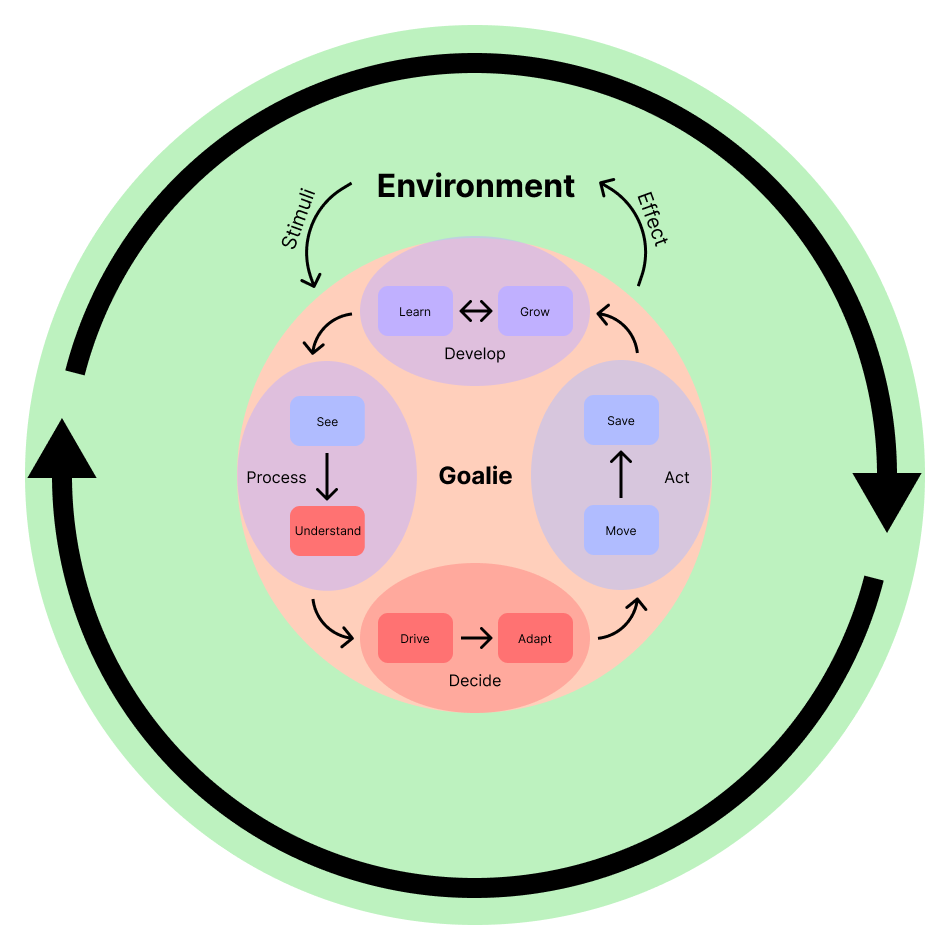 Environment
Stimuli
Effect
Learn
Grow
Develop
See
Process
Understand
Goalie
Save
Act
Move
Drive
Adapt
Decide